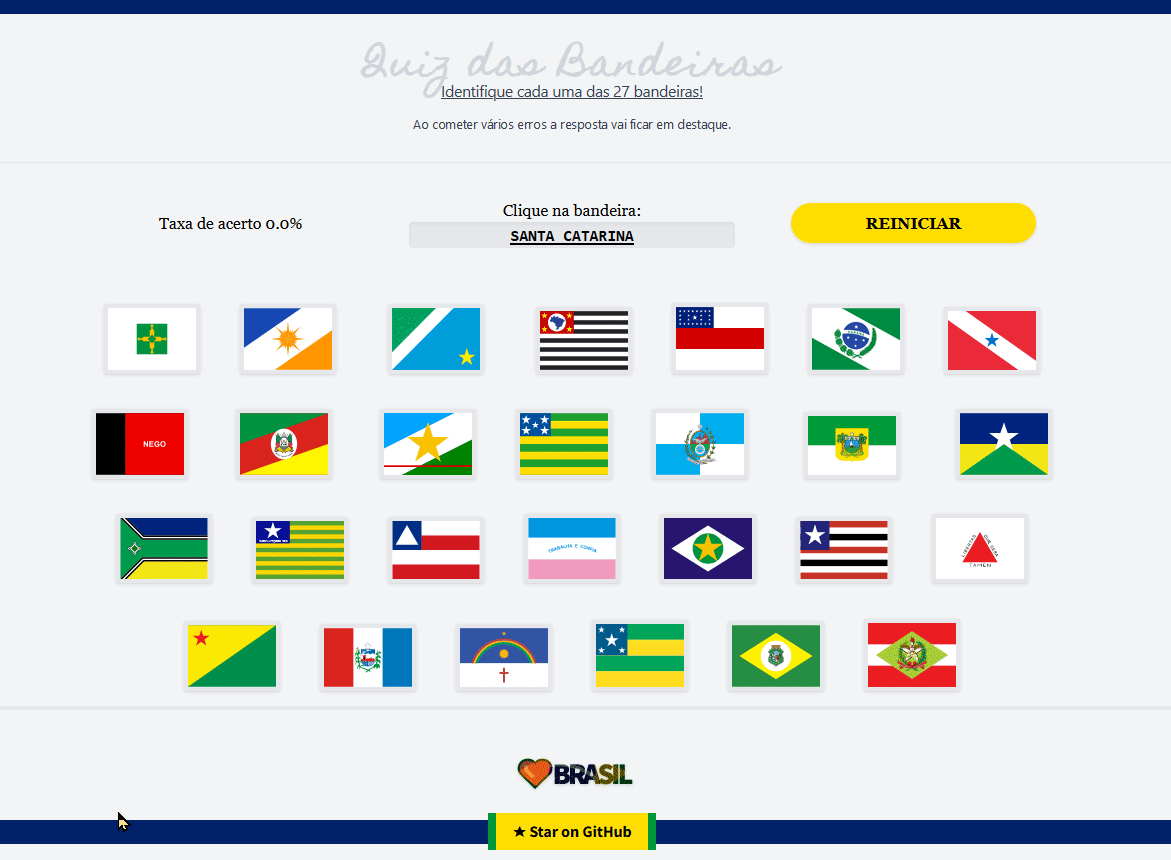 Quiz das Bandeiras
Identifique cada uma das 27 bandeiras!
Ao cometer vários erros a resposta vai ficar em destaque.
Taxa de acerto 0.0%
Clique na bandeira:
SANTA CATARINA
REINICIAR
NEGO
TRABALHA E CONFIA
LIBERTAS QUE SERA
TAMEN
BRASIL
★ Star on GitHub